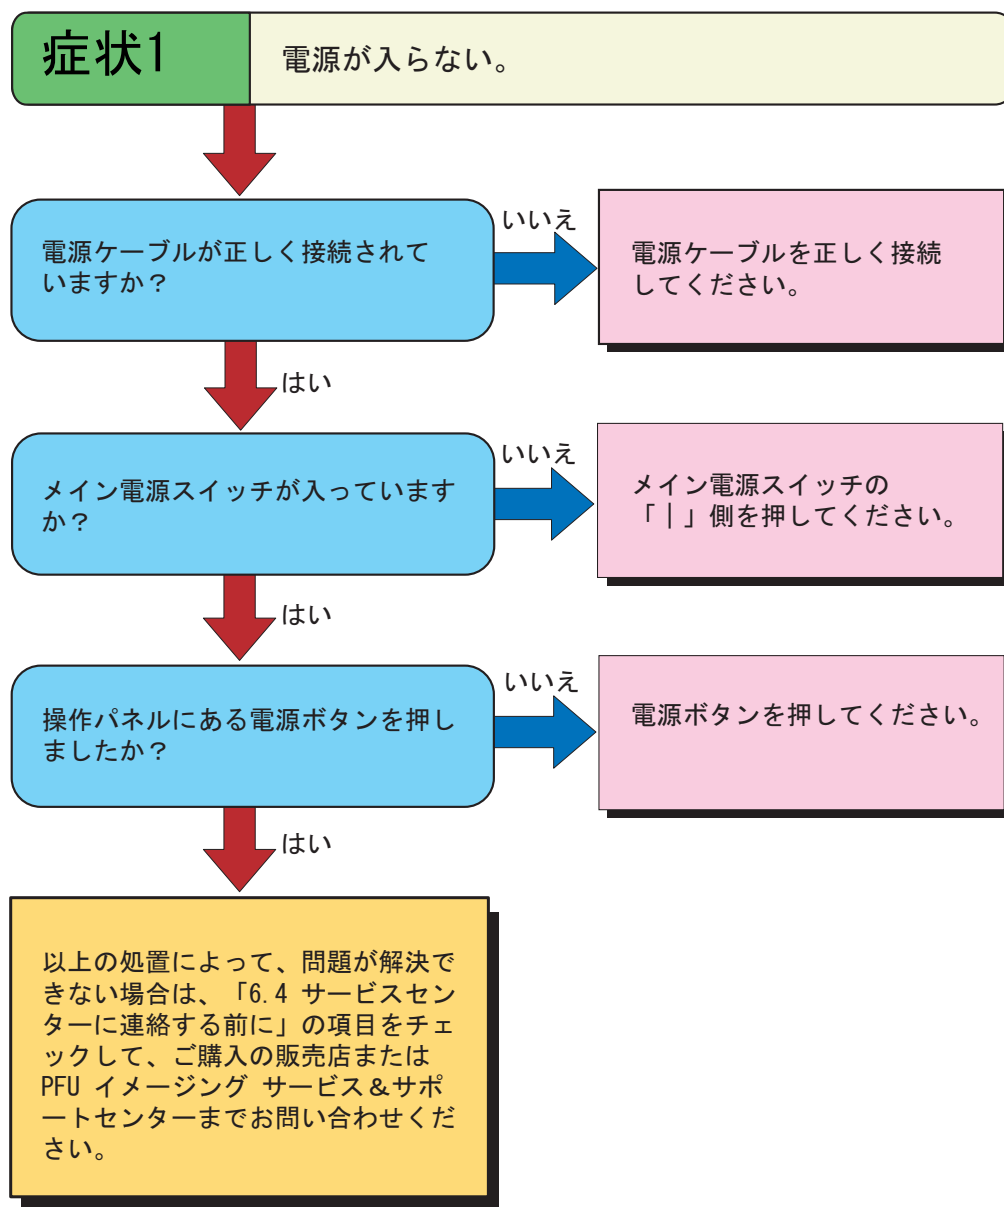 症状1
電源が入らない。
電源ケーブルが正しく接続されて
いますか？
いいえ
電源ケーブルを正しく接続
してください。
はい
メイン電源スイッチが入っています
か？
いいえ
メイン電源スイッチの
「｜」側を押してください。
はい
操作パネルにある電源ボタンを押し
ましたか？
いいえ
電源ボタンを押してください。
はい
以上の処置によって、問題が解決で
きない場合は、「6.4 サービスセン
ターに連絡する前に」の項目をチェ
ックして、ご購入の販売店または
PFU イメージング サービス＆サポ
ートセンターまでお問い合わせくだ
さい。